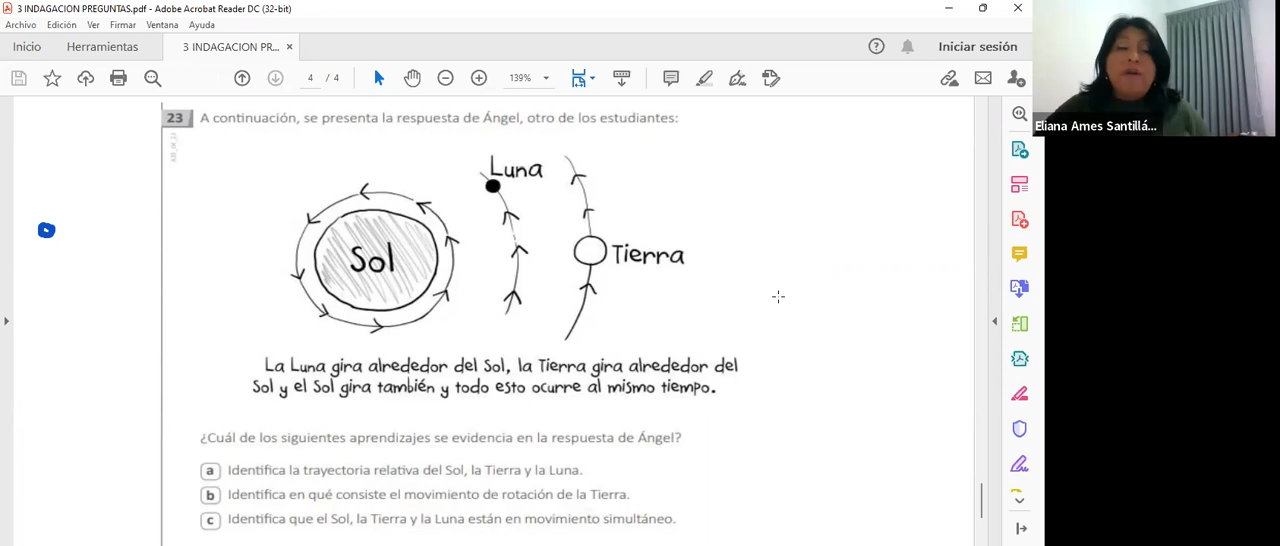 3 INDAGACION PREGUNTAS.pdf - Adobe Acrobat Reader DC (32-bit)
Archivo Edición Ver Firmar Ventana Ayuda
Inicio Herramientas 3 INDAGACION PR... × Iniciar sesión
4 / 4 139%
Eliana Ames Santillá...
23 A continuación, se presenta la respuesta de Ángel, otro de los estudiantes:
Luna
Sol
Tierra
La Luna gira alrededor del Sol, la Tierra gira alrededor del
Sol y el Sol gira también y todo esto ocurre al mismo tiempo.
¿Cuál de los siguientes aprendizajes se evidencia en la respuesta de Ángel?
a Identifica la trayectoria relativa del Sol, la Tierra y la Luna.
b Identifica en qué consiste el movimiento de rotación de la Tierra.
c Identifica que el Sol, la Tierra y la Luna están en movimiento simultáneo.